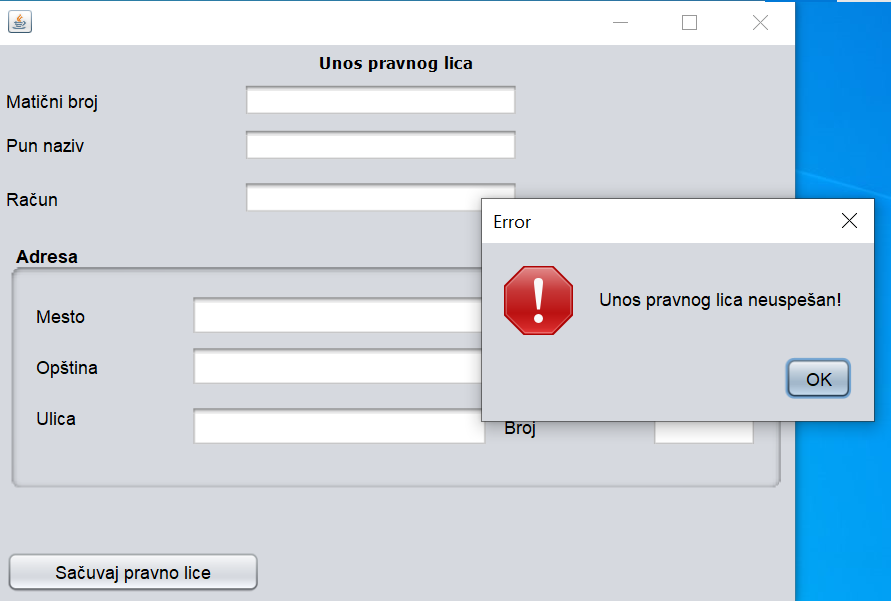 Unos pravnog lica
Matični broj
Pun naziv
Račun
Error
Unos pravnog lica neuspešan!
OK
Adresa
Mesto
Opština
Ulica
Broj
Sačuvaj pravno lice